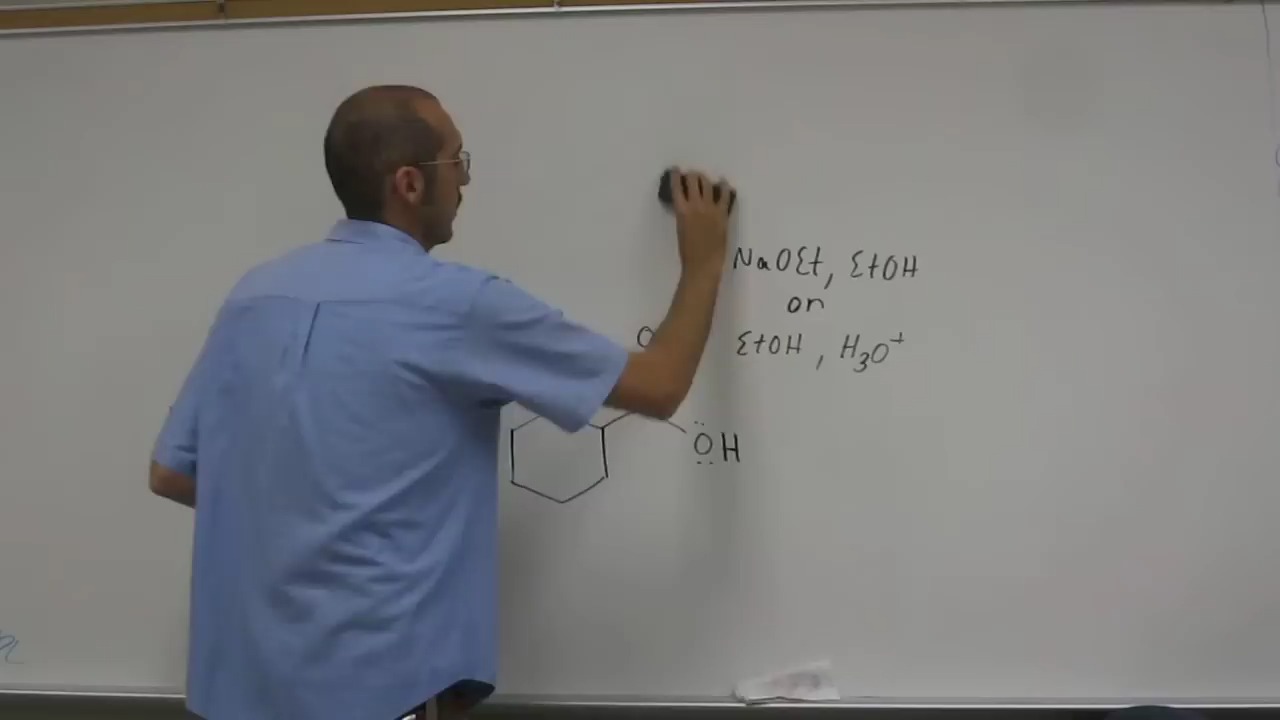 NaOEt, EtOH
or
EtOH, H₃O⁺
O
OH